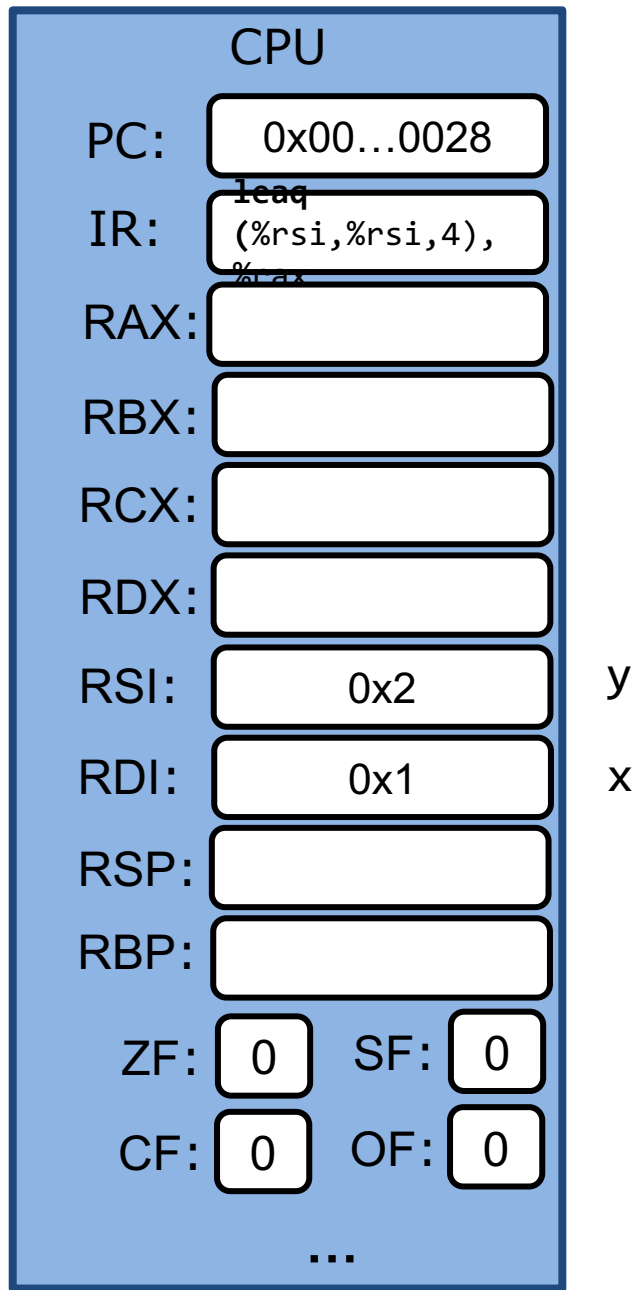 CPU
PC: 0x00...0028
IR: leaq
(%rsi,%rsi,4),
%rax
RAX:
RBX:
RCX:
RDX:
RSI: 0x2 y
RDI: 0x1 x
RSP:
RBP:
ZF: 0 SF: 0
CF: 0 OF: 0
...